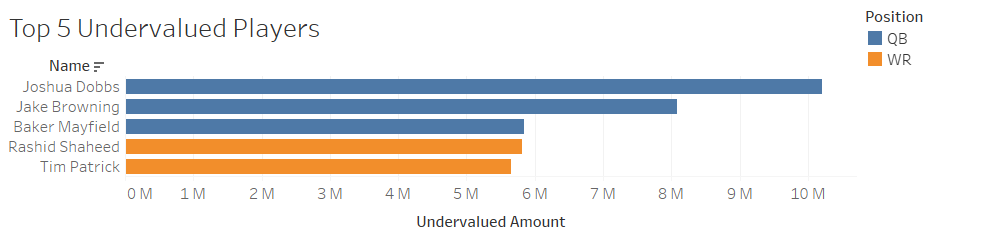 Top 5 Undervalued Players
Name
Joshua Dobbs
Jake Browning
Baker Mayfield
Rashid Shaheed
Tim Patrick
0 M 1 M 2 M 3 M 4 M 5 M 6 M 7 M 8 M 9 M 10 M
Undervalued Amount
Position
QB
WR